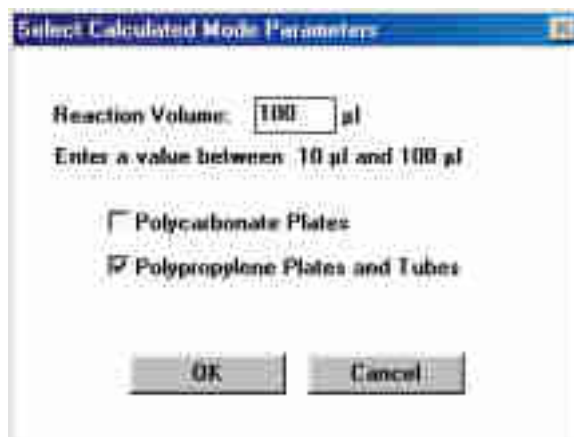 Select Calculated Mode Parameters
Reaction Volume: 100 µl
Enter a value between 10 µl and 100 µl
Polycarbonate Plates
Polypropylene Plates and Tubes
OK Cancel